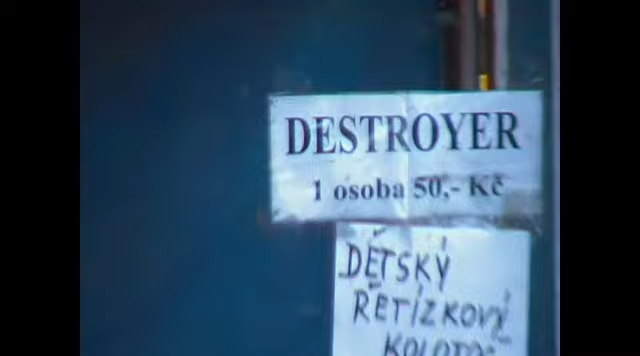 DESTROYER
1 osoba 50,- Kč
DĚTSKÝ
ŘETÍZKOVÝ